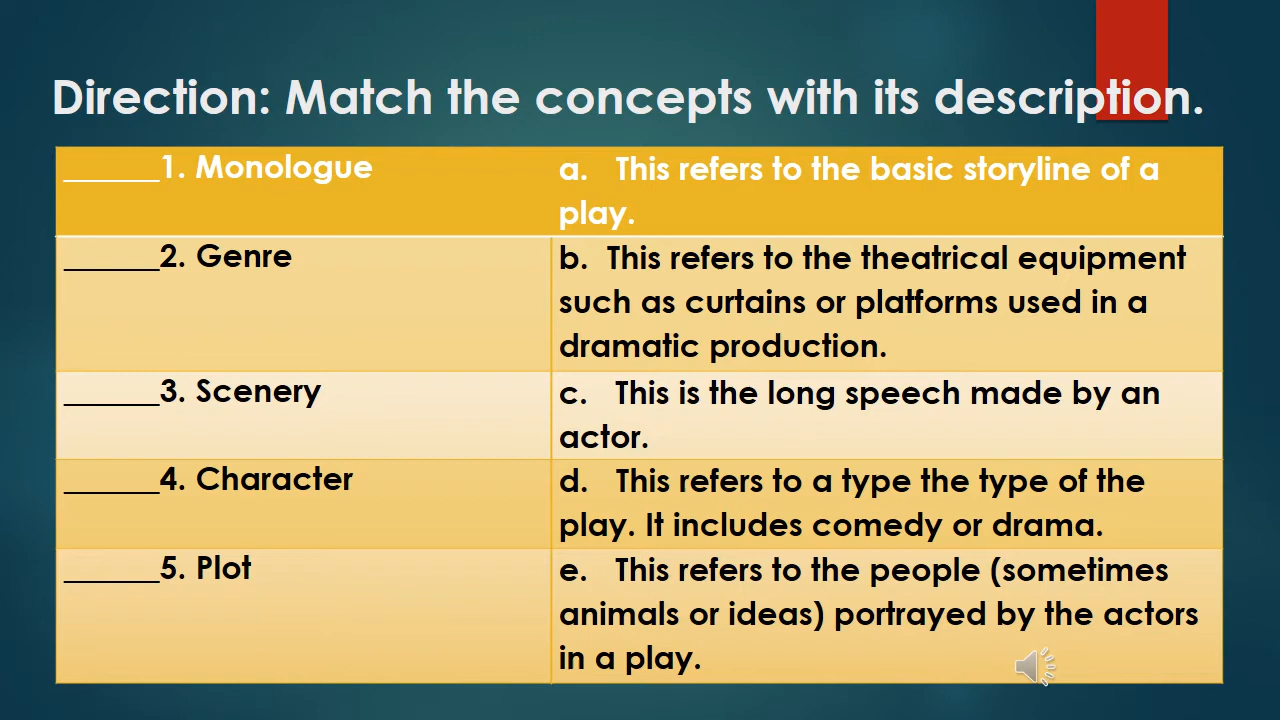 Direction: Match the concepts with its description.
______1. Monologue
a. This refers to the basic storyline of a
play.
______2. Genre
b. This refers to the theatrical equipment
such as curtains or platforms used in a
dramatic production.
______3. Scenery
c. This is the long speech made by an
actor.
______4. Character
d. This refers to a type the type of the
play. It includes comedy or drama.
______5. Plot
e. This refers to the people (sometimes
animals or ideas) portrayed by the actors
in a play.